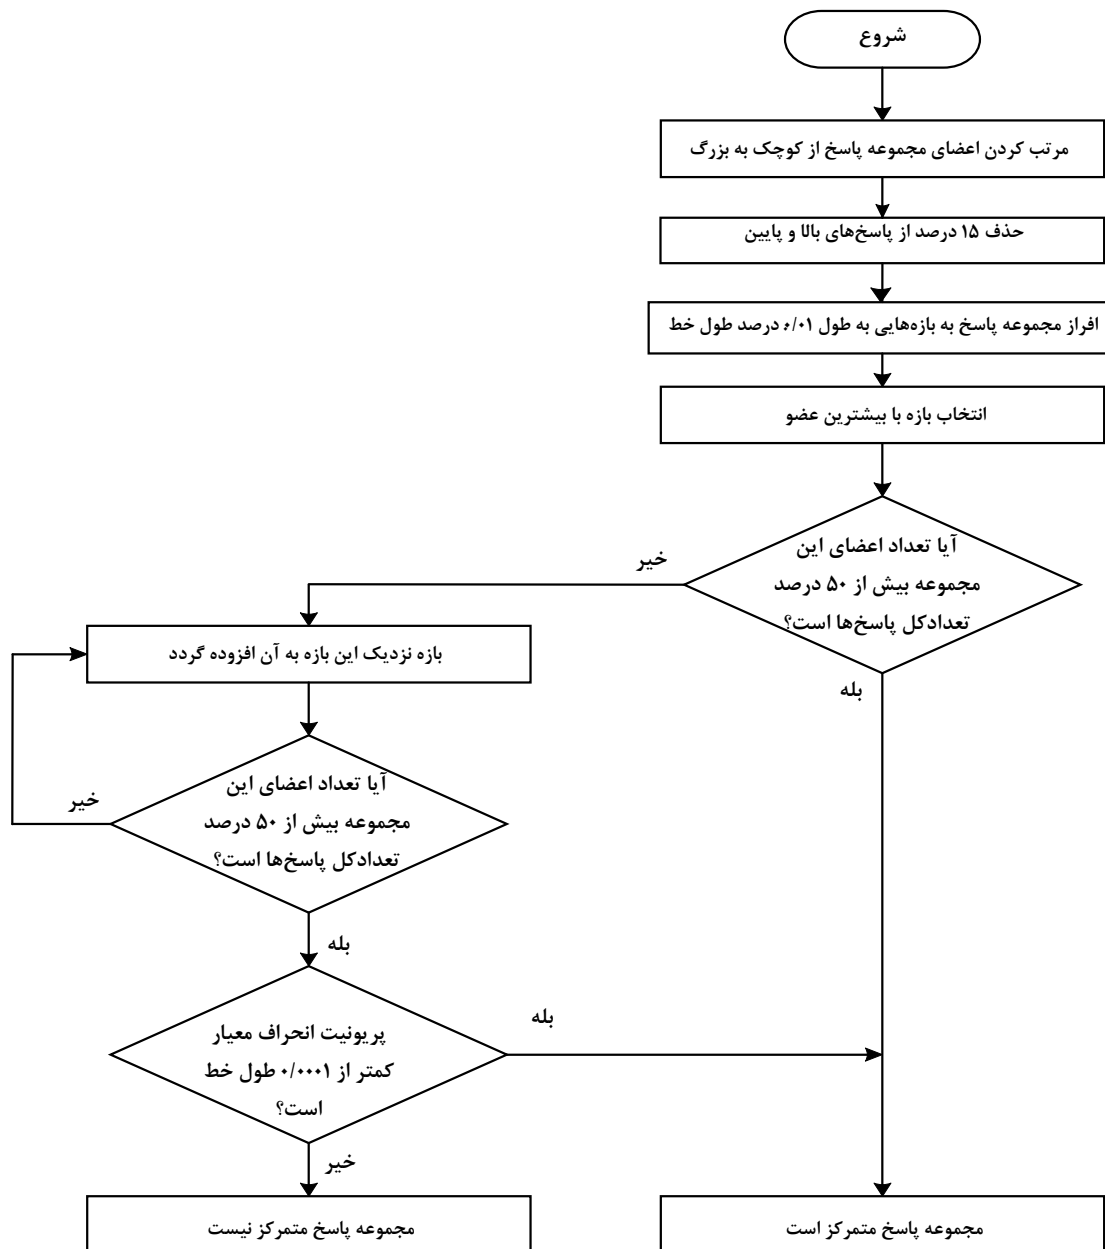 شروع
مرتب کردن اعضای مجموعه پاسخ از کوچک به بزرگ
حذف ۱۵ درصد از پاسخ‌های بالا و پایین
افراز مجموعه پاسخ به بازه‌هایی به طول ۰/۰۱ درصد طول خط
انتخاب بازه با بیشترین عضو
آیا تعداد اعضای این
مجموعه بیش از ۵۰ درصد
تعدادکل پاسخ‌ها است؟
خیر
بله
بازه نزدیک این بازه به آن افزوده گردد
آیا تعداد اعضای این
مجموعه بیش از ۵۰ درصد
تعدادکل پاسخ‌ها است؟
خیر
بله
پریونیت انحراف معیار
کمتر از ۰/۰۰۰۱ طول خط
است؟
بله
خیر
مجموعه پاسخ متمرکز است
مجموعه پاسخ متمرکز نیست